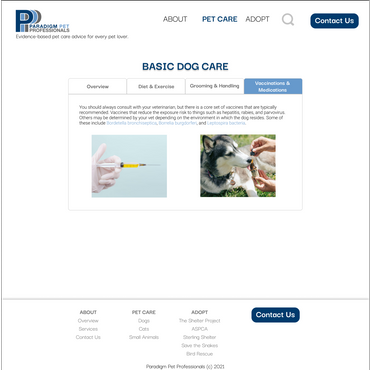 PARADIGM PET
PROFESSIONALS
Evidence-based pet care advice for every pet lover.
ABOUT PET CARE ADOPT Contact Us
BASIC DOG CARE
Overview Diet & Exercise Grooming & Handling Vaccinations &
Medications
You should always consult with your veterinarian, but there is a core set of vaccines that are typically
recommended. Vaccines that reduce the exposure risk to things such as hepatitis, rabies, and parvovirus.
Others may be determined by your vet depending on the environment in which the dog resides. Some of
these include Bordetella bronchiseptica, Borrelia burgdorferi, and Leptospira bacteria.
ABOUT PET CARE ADOPT Contact Us
Overview Dogs The Shelter Project
Services Cats ASPCA
Contact Us Small Animals Sterling Shelter
Save the Shakes
Bird Rescue
Paradigm Pet Professionals (c) 2021